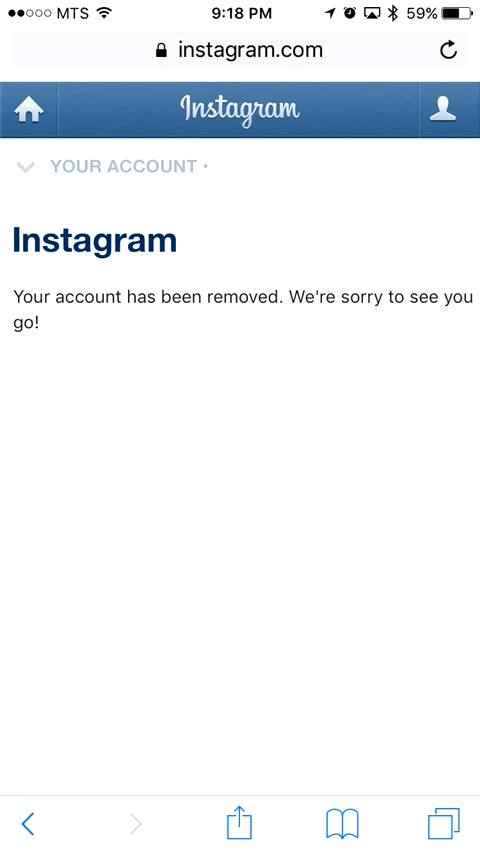 MTS 9:18 PM 59%
instagram.com
Instagram
YOUR ACCOUNT •
Instagram
Your account has been removed. We're sorry to see you
go!